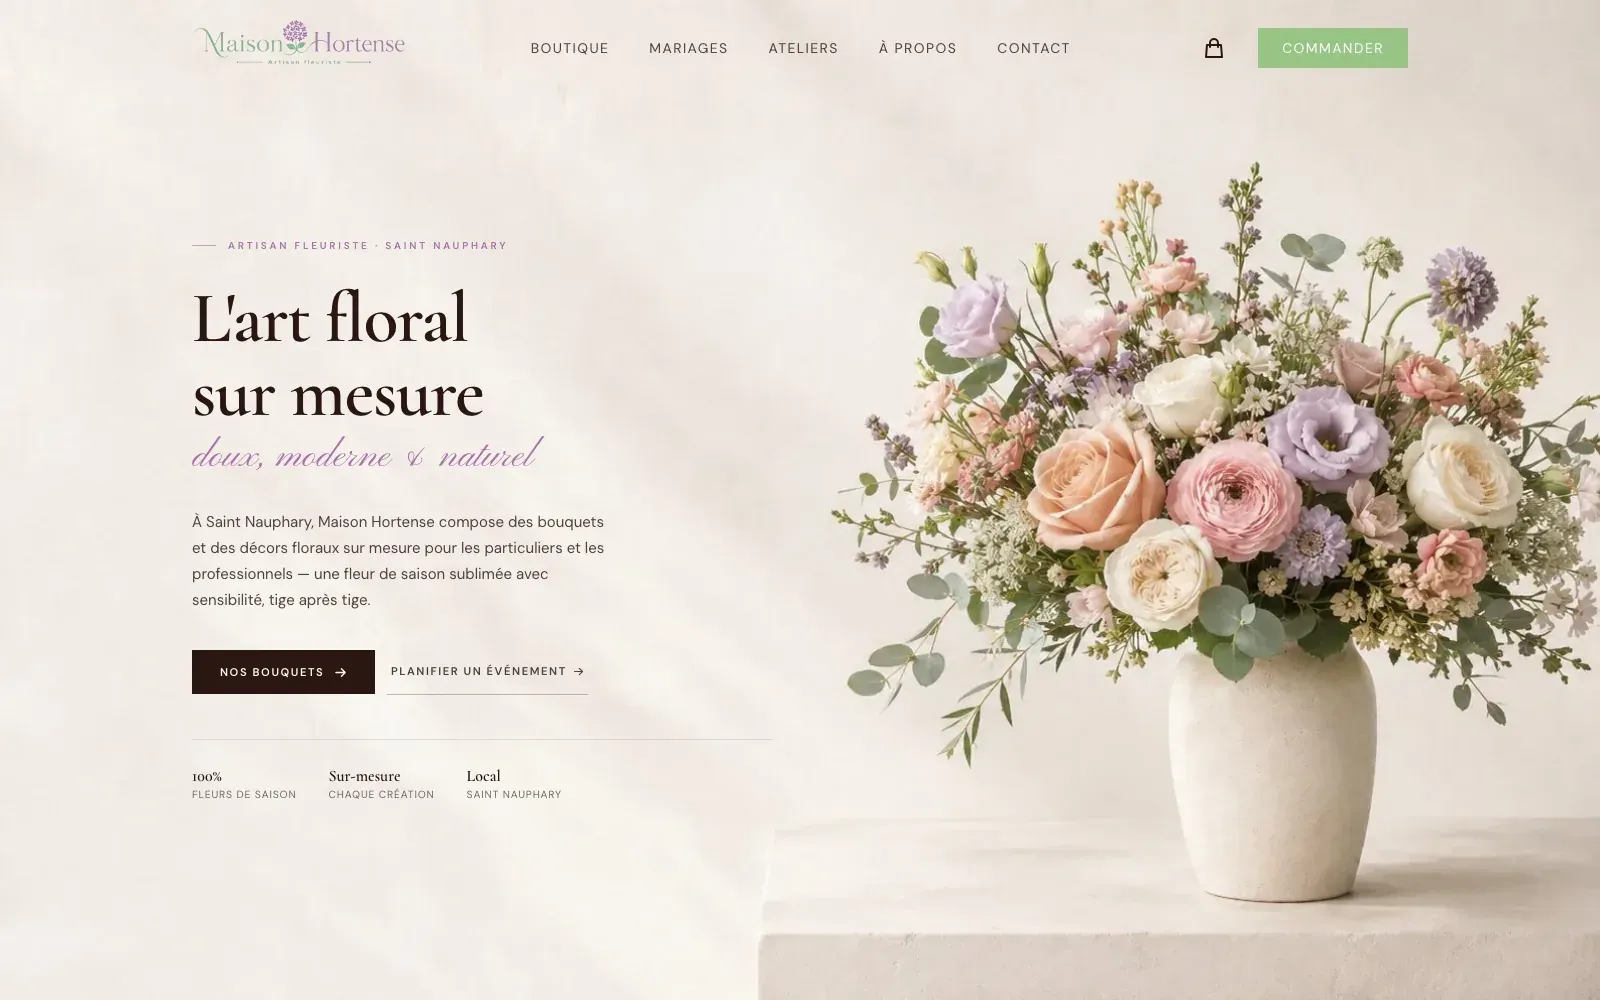 Maison Hortense
Artisan fleuriste
BOUTIQUE
MARIAGES
ATELIERS
À PROPOS
CONTACT
COMMANDER
ARTISAN FLEURISTE · SAINT NAUPHARY
L'art floral
sur mesure
doux, moderne & naturel
À Saint Nauphary, Maison Hortense compose des bouquets
et des décors floraux sur mesure pour les particuliers et les
professionnels — une fleur de saison sublimée avec
sensibilité, tige après tige.
NOS BOUQUETS →
PLANIFIER UN ÉVÉNEMENT →
100%
FLEURS DE SAISON
Sur-mesure
CHAQUE CRÉATION
Local
SAINT NAUPHARY